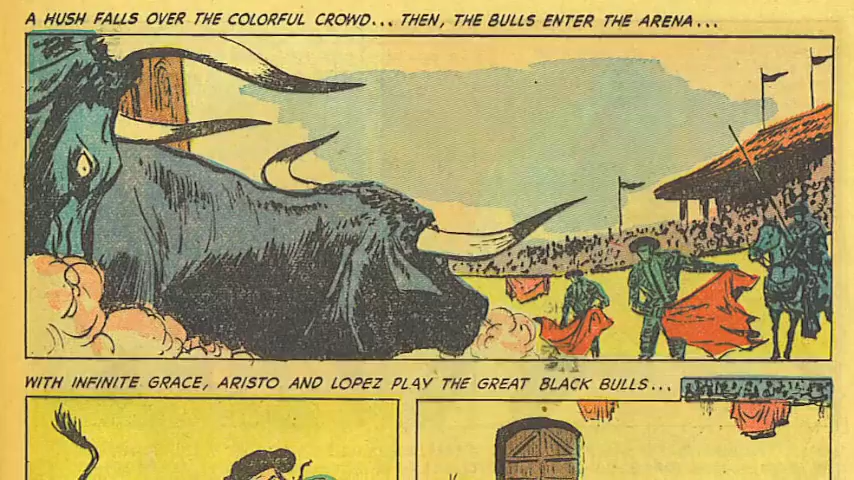 A HUSH FALLS OVER THE COLORFUL CROWD... THEN, THE BULLS ENTER THE ARENA...
WITH INFINITE GRACE, ARISTO AND LOPEZ PLAY THE GREAT BLACK BULLS...